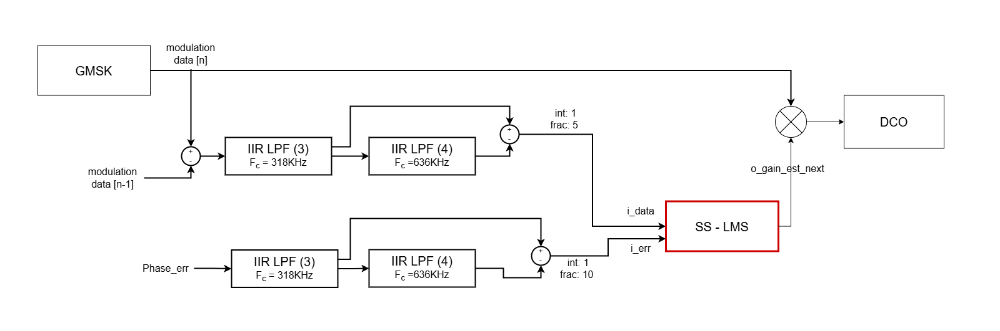 modulation
data [n]
GMSK
int: 1
frac: 5
DCO
+
-
+
-
IIR LPF (3)
Fc = 318KHz
IIR LPF (4)
Fc =636KHz
modulation
data [n-1]
o_gain_est_next
i_data
SS - LMS
i_err
+
-
IIR LPF (3)
Fc = 318KHz
IIR LPF (4)
Fc =636KHz
Phase_err
int: 1
frac: 10